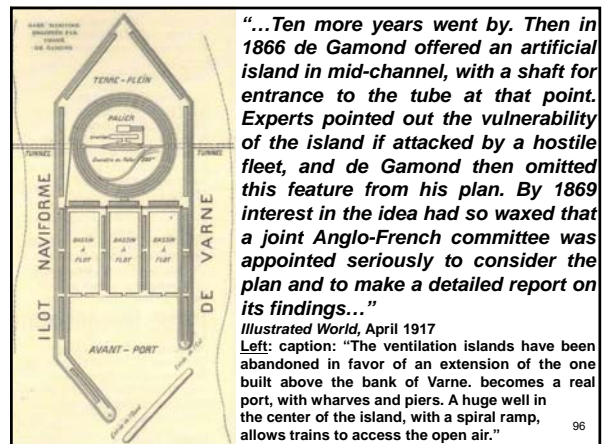 GARE MARITIME
PAR
THOMÉ
DE GAMOND
TERRE-PLEIN
PALIER
TUNNEL
TUNNEL
ILOT NAVIFORME
DE VARNE
BASSIN
À
FLOT
BASSIN
À
FLOT
BASSIN
À
FLOT
AVANT-PORT
“…Ten more years went by. Then in
1866 de Gamond offered an artificial
island in mid-channel, with a shaft for
entrance to the tube at that point.
Experts pointed out the vulnerability
of the island if attacked by a hostile
fleet, and de Gamond then omitted
this feature from his plan. By 1869
interest in the idea had so waxed that
a joint Anglo-French committee was
appointed seriously to consider the
plan and to make a detailed report on
its findings…”
Illustrated World, April 1917
Left: caption: “The ventilation islands have been
abandoned in favor of an extension of the one
built above the bank of Varne. becomes a real
port, with wharves and piers. A huge well in
the center of the island, with a spiral ramp,
allows trains to access the open air.”
96